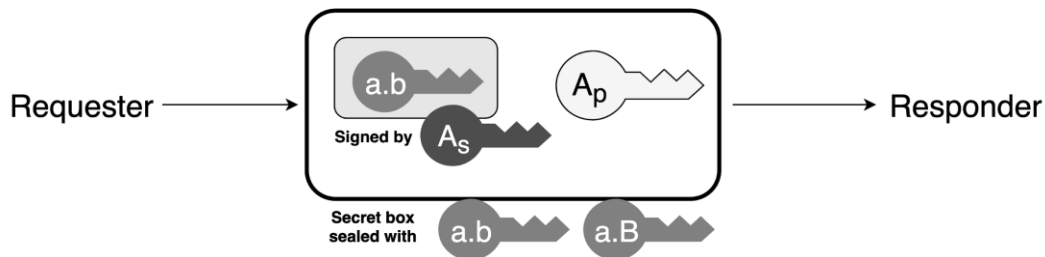 Requester
a.b
Ap
Signed by
As
Responder
Secret box
sealed with
a.b
a.B